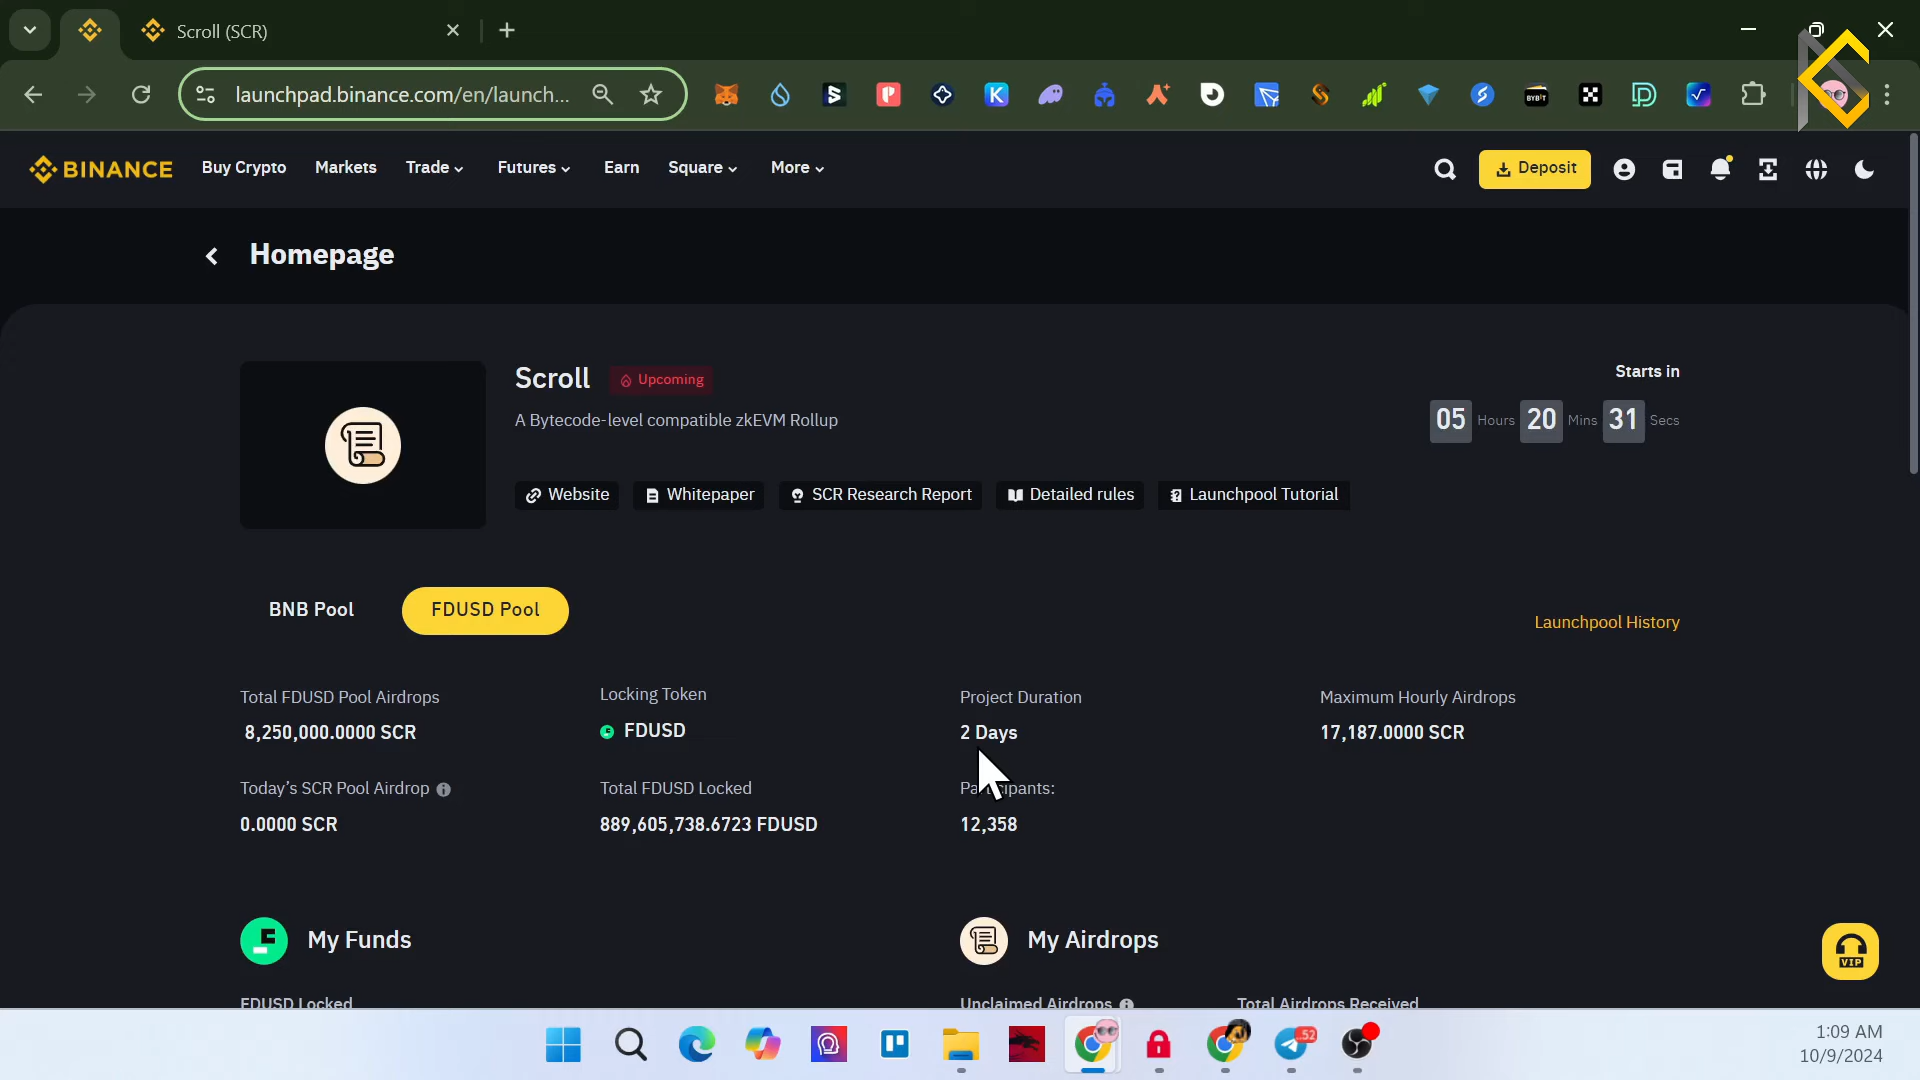 Scroll (SCR)
launchpad.binance.com/en/launch...
BYBIT
BINANCE
Buy Crypto
Markets
Trade
Futures
Earn
Square
More
Deposit
Homepage
Scroll
Upcoming
Starts in
A Bytecode-level compatible zkEVM Rollup
05 Hours 20 Mins 31 Secs
Website
Whitepaper
SCR Research Report
Detailed rules
Launchpool Tutorial
BNB Pool
FDUSD Pool
Launchpool History
Total FDUSD Pool Airdrops
Locking Token
Project Duration
Maximum Hourly Airdrops
8,250,000.0000 SCR
FDUSD
2 Days
17,187.0000 SCR
Today's SCR Pool Airdrop
Total FDUSD Locked
Participants:
0.0000 SCR
889,605,738.6723 FDUSD
12,358
My Funds
My Airdrops
VIP
FDUSD Locked
Unclaimed Airdrops
Total Airdrops Received
52
1:09 AM
10/9/2024